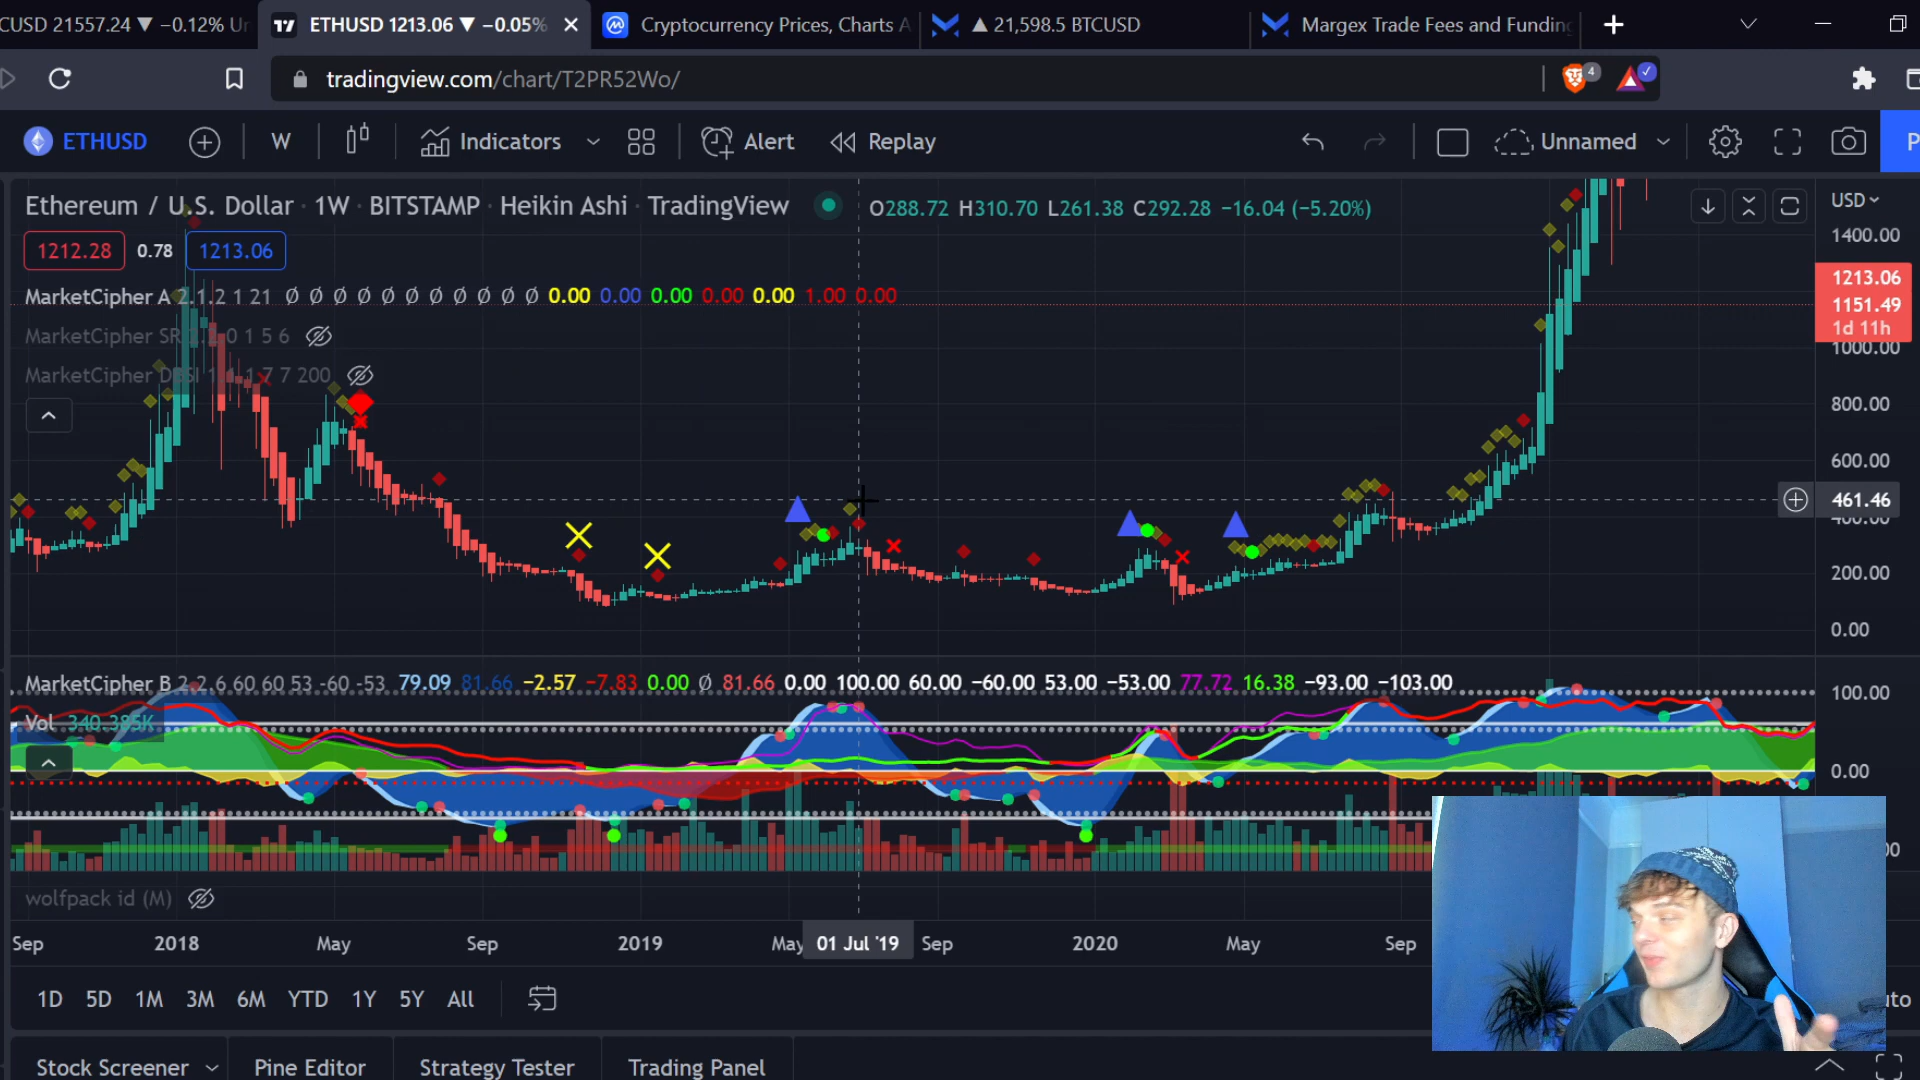 CUSD 21557.24 ▼ −0.12% Un
ETHUSD 1213.06 ▼ −0.05%
Cryptocurrency Prices, Charts A
▲ 21,598.5 BTCUSD
Margex Trade Fees and Funding
tradingview.com/chart/T2PR52Wo/
4
ETHUSD W Indicators Alert Replay Unnamed P
Ethereum / U.S. Dollar · 1W · BITSTAMP · Heikin Ashi · TradingView O288.72 H310.70 L261.38 C292.28 −16.04 (−5.20%)
USD
1212.28 0.78 1213.06
MarketCipher A 2.1.2 1 21 Ø Ø Ø Ø Ø Ø Ø Ø Ø Ø Ø 0.00 0.00 0.00 0.00 0.00 1.00 0.00
MarketCipher SR 0 1 5 6
MarketCipher 1 7 7 200
1400.00
1213.06
1151.49
1d 11h
1000.00
800.00
600.00
461.46
400.00
200.00
0.00
MarketCipher B 2.2.6 60 60 53 -60 -53 79.09 81.66 −2.57 −7.83 0.00 Ø 81.66 0.00 100.00 60.00 −60.00 53.00 −53.00 77.72 16.38 −93.00 −103.00
100.00
Vol 340.385K
0.00
00
wolfpack id (M)
Sep 2018 May Sep 2019 May 01 Jul '19 Sep 2020 May Sep
1D 5D 1M 3M 6M YTD 1Y 5Y All
uto
Stock Screener Pine Editor Strategy Tester Trading Panel